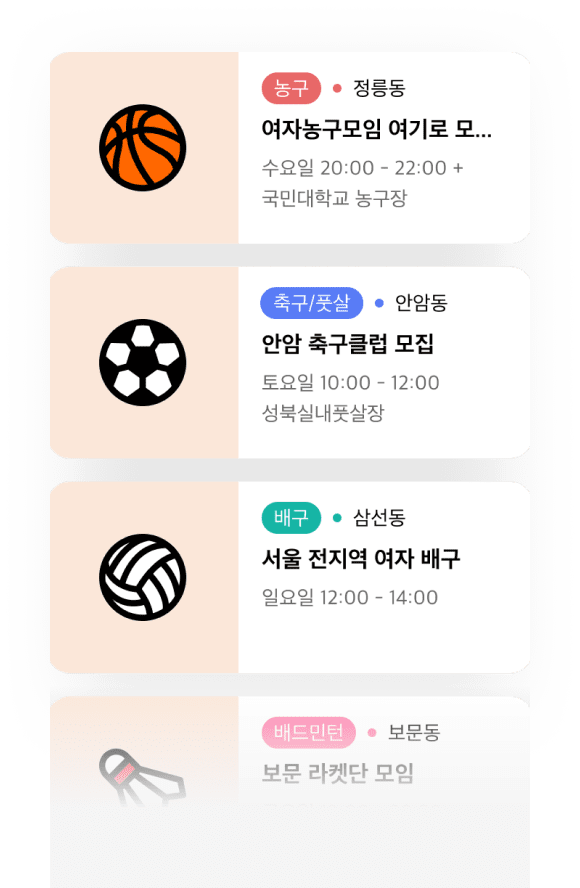 농구 • 정릉동
여자농구모임 여기로 모...
수요일 20:00 - 22:00 +
국민대학교 농구장
축구/풋살 • 안암동
안암 축구클럽 모집
토요일 10:00 - 12:00
성북실내풋살장
배구 • 삼선동
서울 전지역 여자 배구
일요일 12:00 - 14:00
배드민턴 • 보문동
보문 라켓단 모임